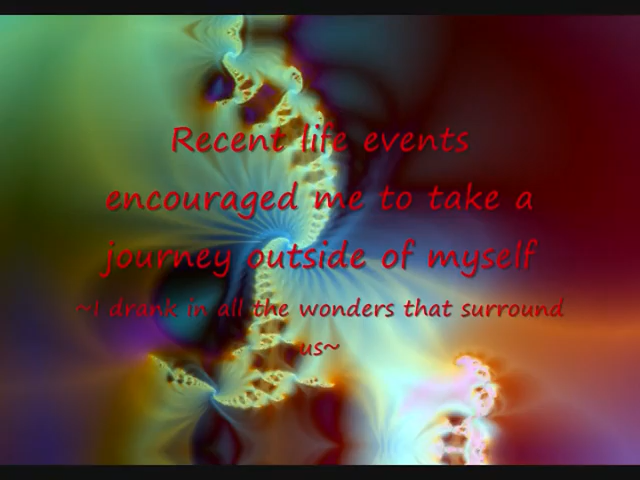 Recent life events
encouraged me to take a
journey outside of myself
~I drank in all the wonders that surround
us~